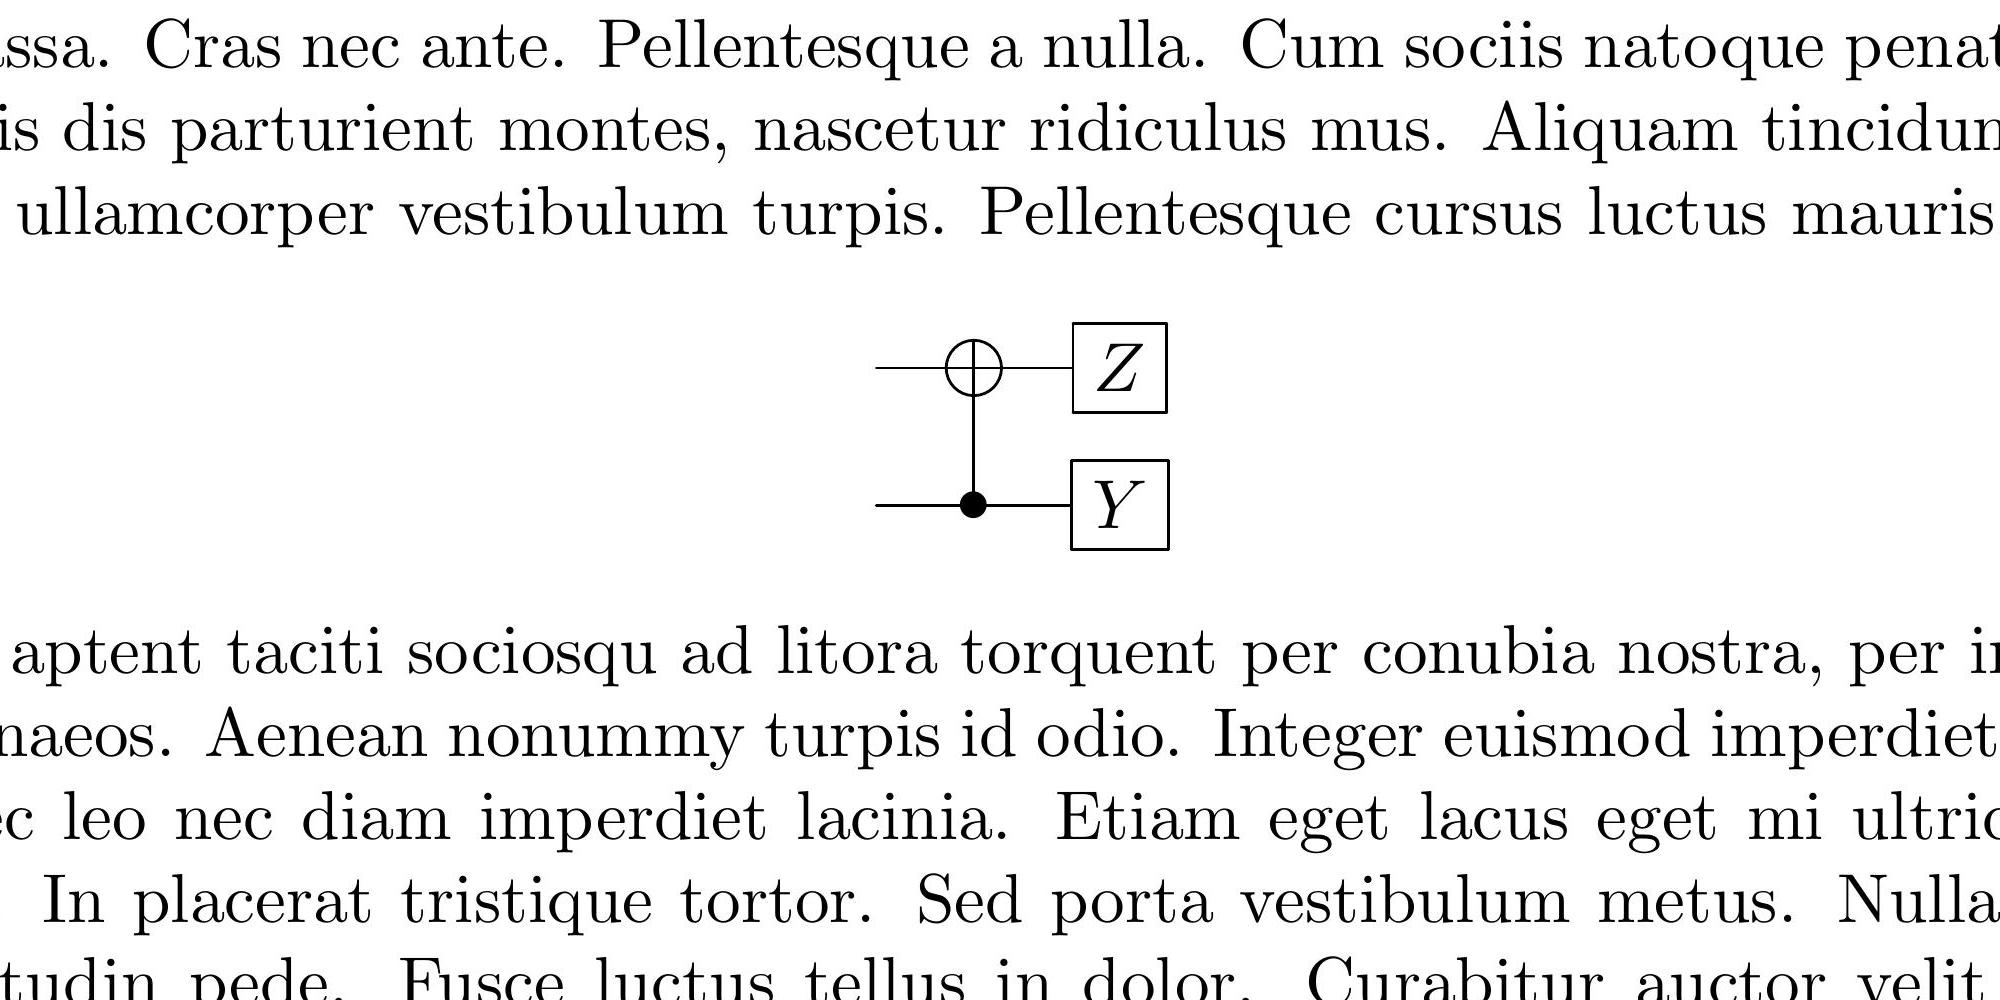 ssa. Cras nec ante. Pellentesque a nulla. Cum sociis natoque penat
is dis parturient montes, nascetur ridiculus mus. Aliquam tincidun
ullamcorper vestibulum turpis. Pellentesque cursus luctus mauris
Z
Y
aptent taciti sociosqu ad litora torquent per conubia nostra, per in
naeos. Aenean nonummy turpis id odio. Integer euismod imperdiet
ec leo nec diam imperdiet lacinia. Etiam eget lacus eget mi ultric
In placerat tristique tortor. Sed porta vestibulum metus. Nulla
tudin pede. Fusce luctus tellus in dolor. Curabitur auctor velit